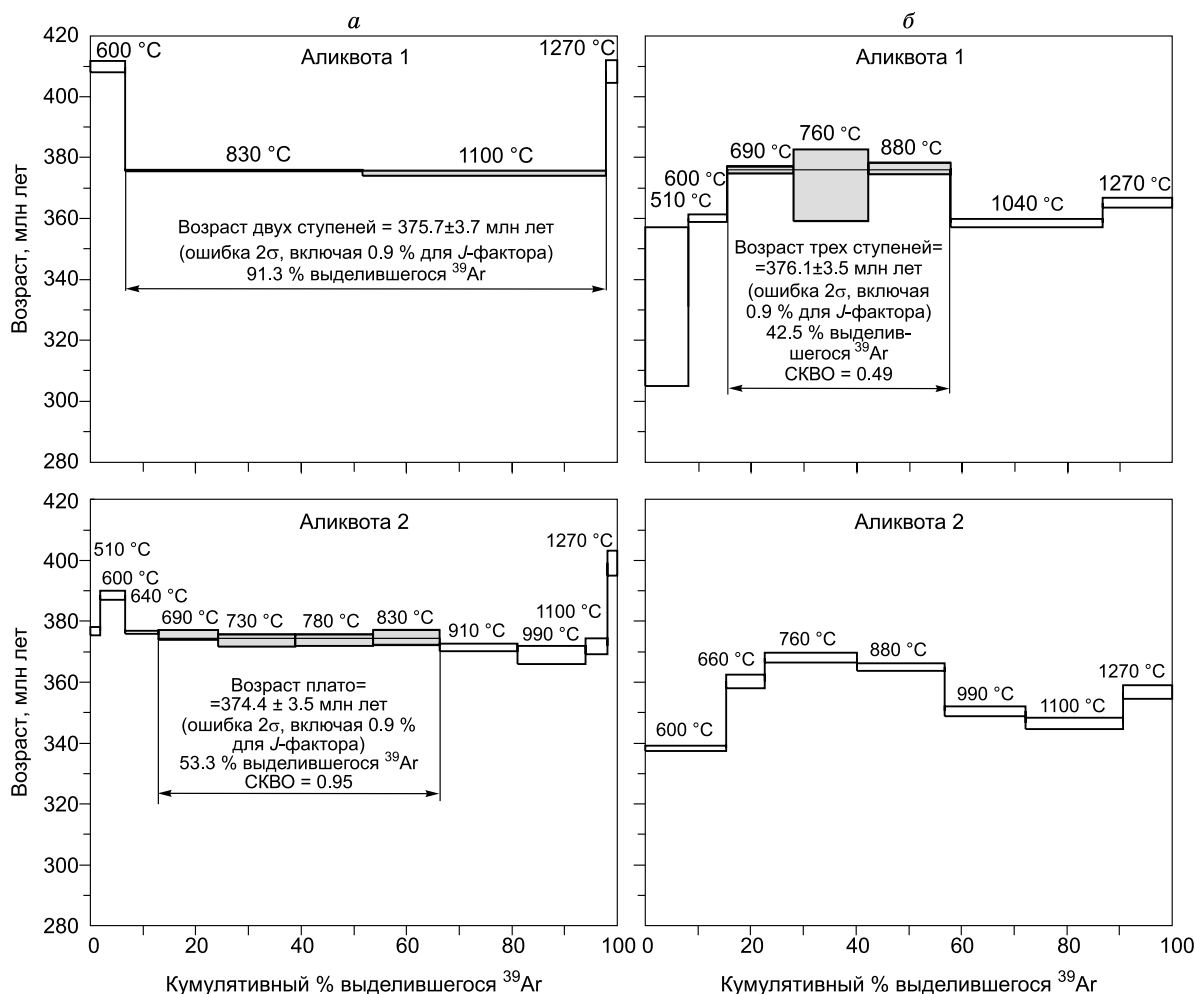 а
б
420
400
380
360
340
320
300
280
Возраст, млн лет
Аликвота 1
600 °C
1270 °C
830 °C
1100 °C
Возраст двух ступеней = 375.7±3.7 млн лет
(ошибка 2σ, включая 0.9 % для J-фактора)
91.3 % выделившегося ³⁹Ar
Аликвота 1
760 °C
690 °C
880 °C
600 °C
510 °C
1270 °C
1040 °C
Возраст трех ступеней=
=376.1±3.5 млн лет
(ошибка 2σ, включая
0.9 % для J-фактора)
42.5 % выделив-
шегося ³⁹Ar
СКВО = 0.49
420
400
380
360
340
320
300
280
Возраст, млн лет
Аликвота 2
510 °C
1270 °C
600 °C
640 °C
690 °C
730 °C
780 °C
830 °C
910 °C
1100 °C
990 °C
Возраст плато=
=374.4 ± 3.5 млн лет
(ошибка 2σ, включая 0.9 %
для J-фактора)
53.3 % выделившегося ³⁹Ar
СКВО = 0.95
0 20 40 60 80 100
Кумулятивный % выделившегося ³⁹Ar
Аликвота 2
760 °C
660 °C
880 °C
1270 °C
990 °C
600 °C
1100 °C
0 20 40 60 80 100
Кумулятивный % выделившегося ³⁹Ar